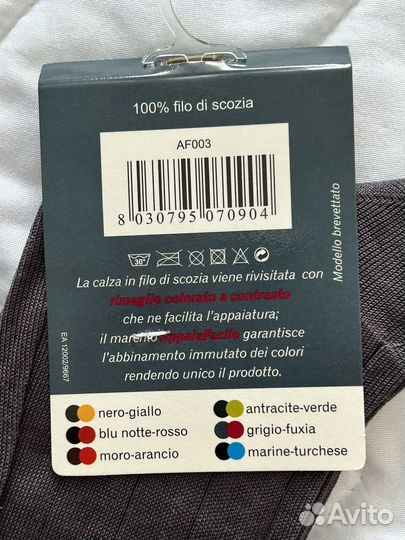 100% filo di scozia
AF003
8 030795 070904
30°
La calza in filo di scozia viene rivisitata con
rimaglio colorato a contrasto
che ne facilita l'appaiatura;
il marchio AppaiaFacile garantisce
l'abbinamento immutato dei colori
rendendo unico il prodotto.
Modello brevettato
EA 12002/9667
nero-giallo
blu notte-rosso
moro-arancio
antracite-verde
grigio-fuxia
marine-turchese
Avito